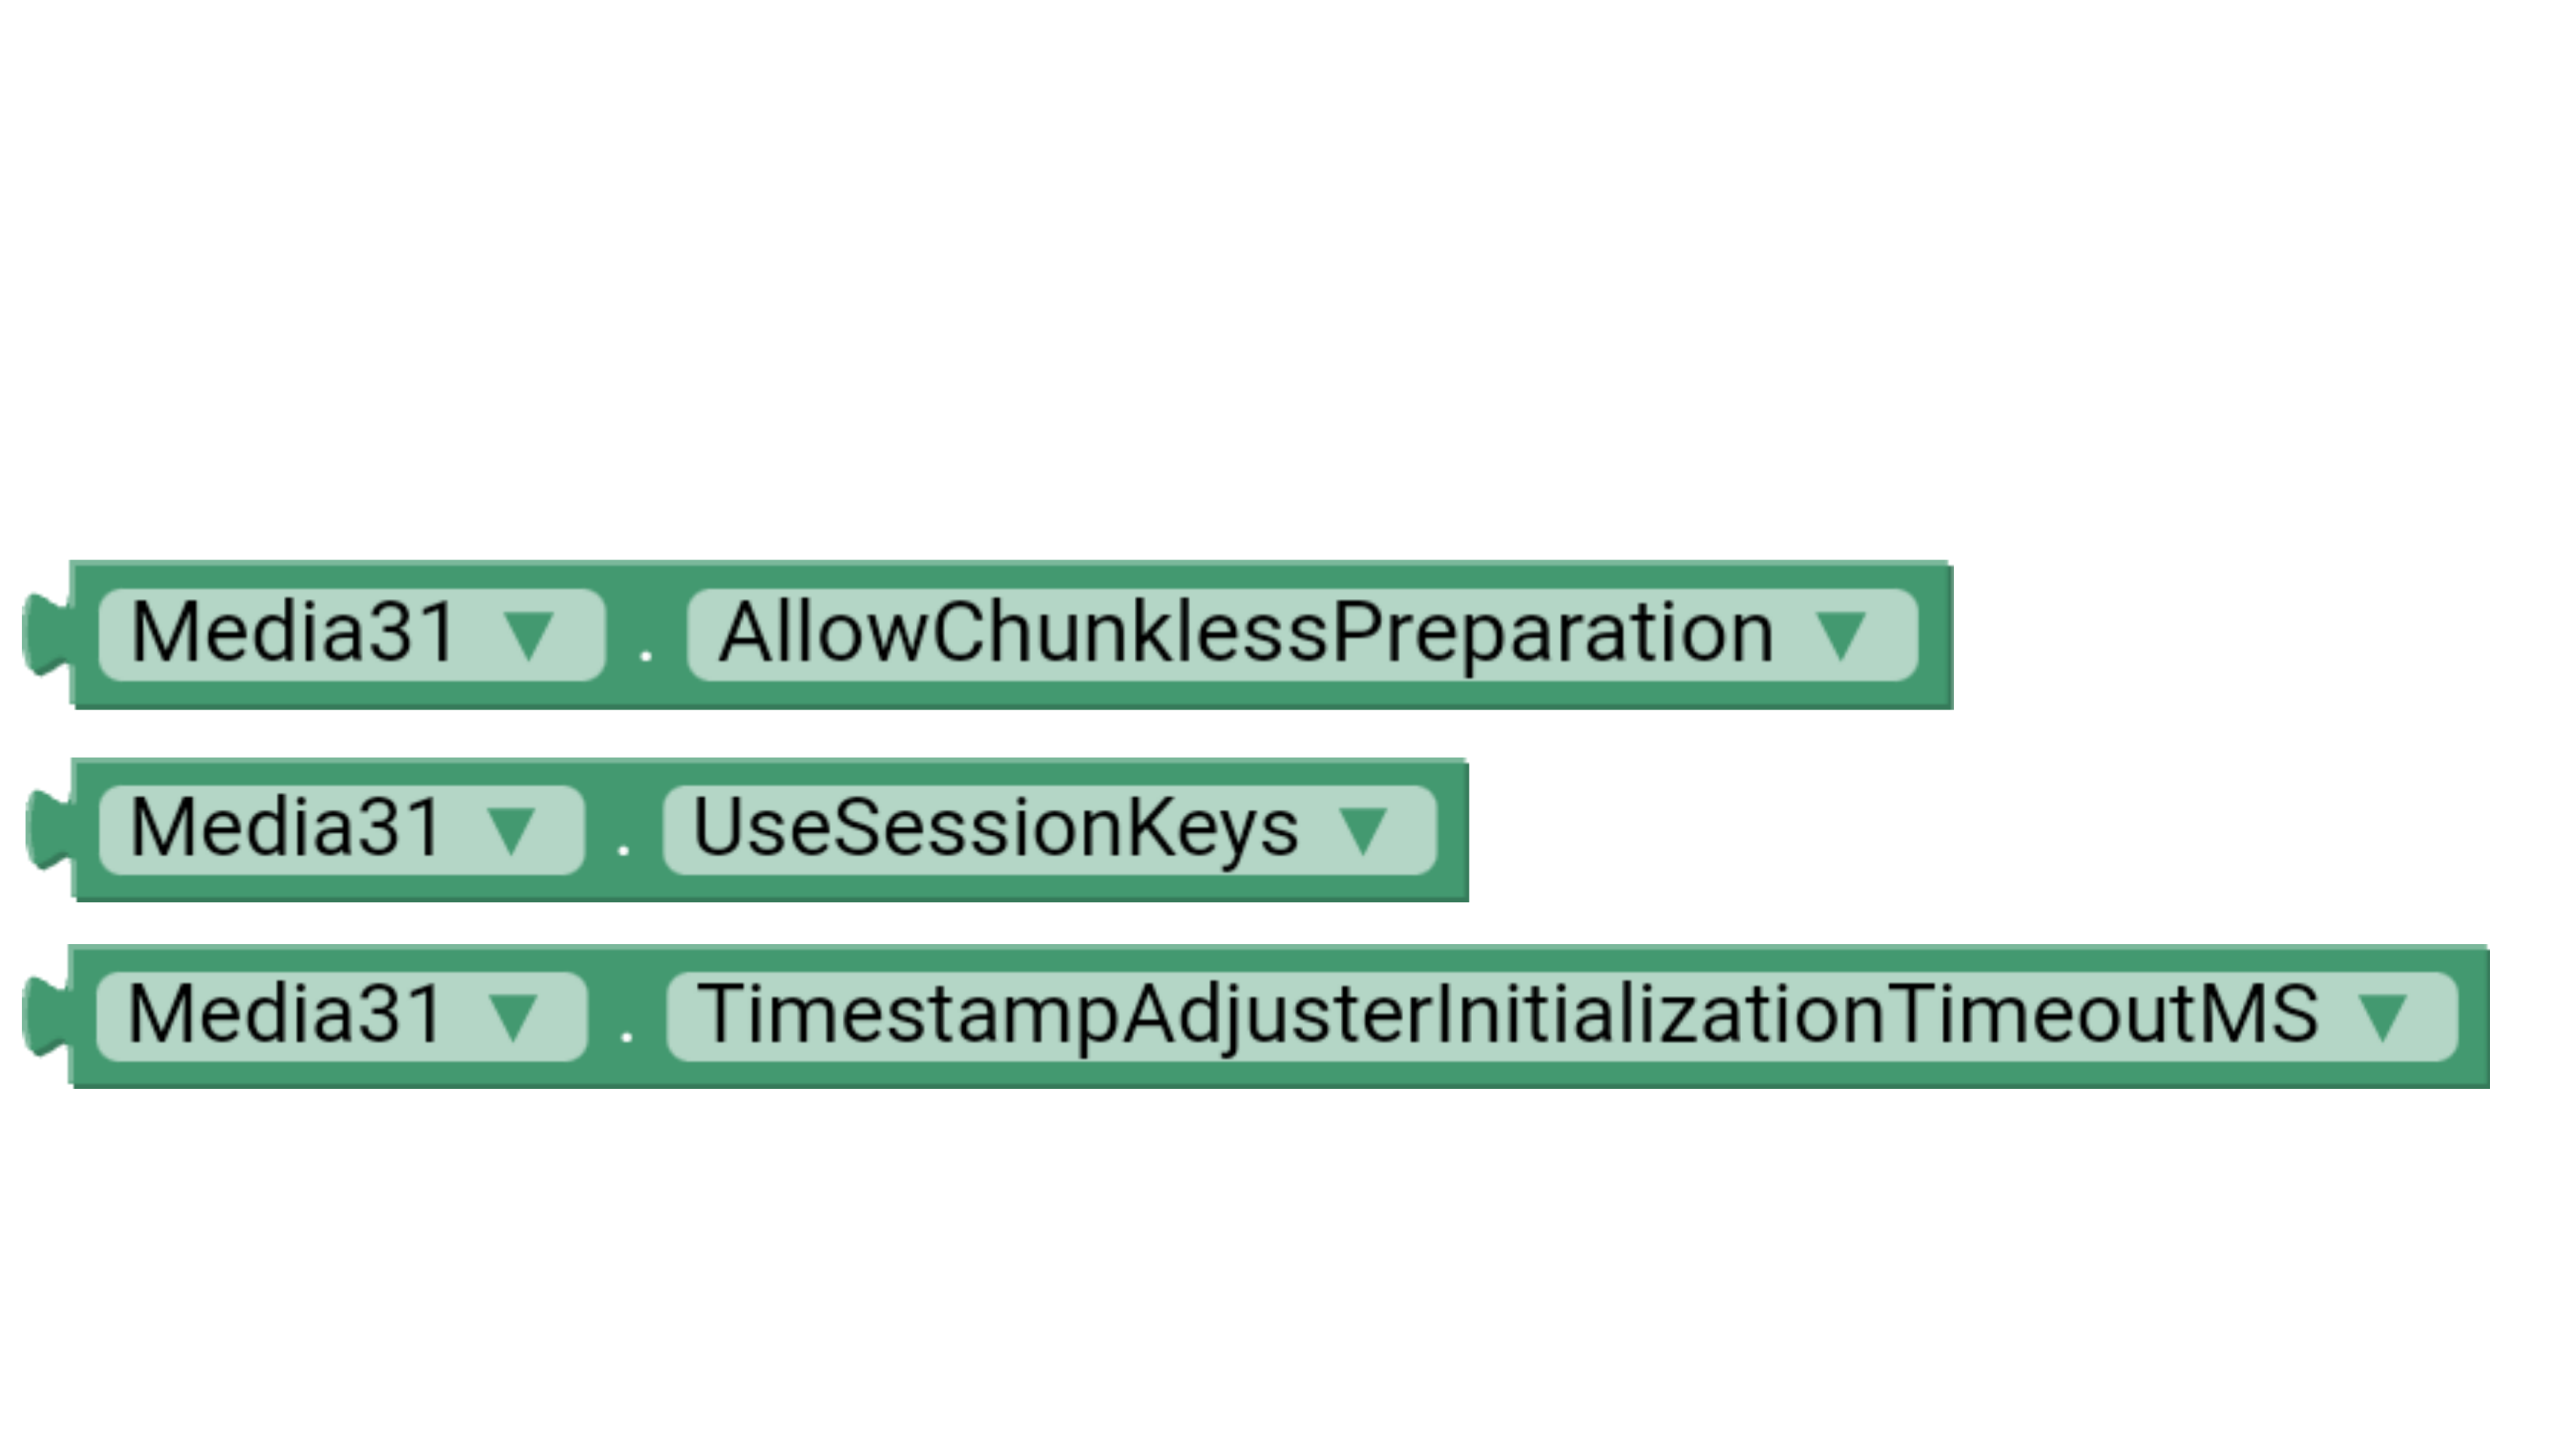 Media31 . AllowChunklessPreparation
Media31 . UseSessionKeys
Media31 . TimestampAdjusterInitializationTimeoutMS